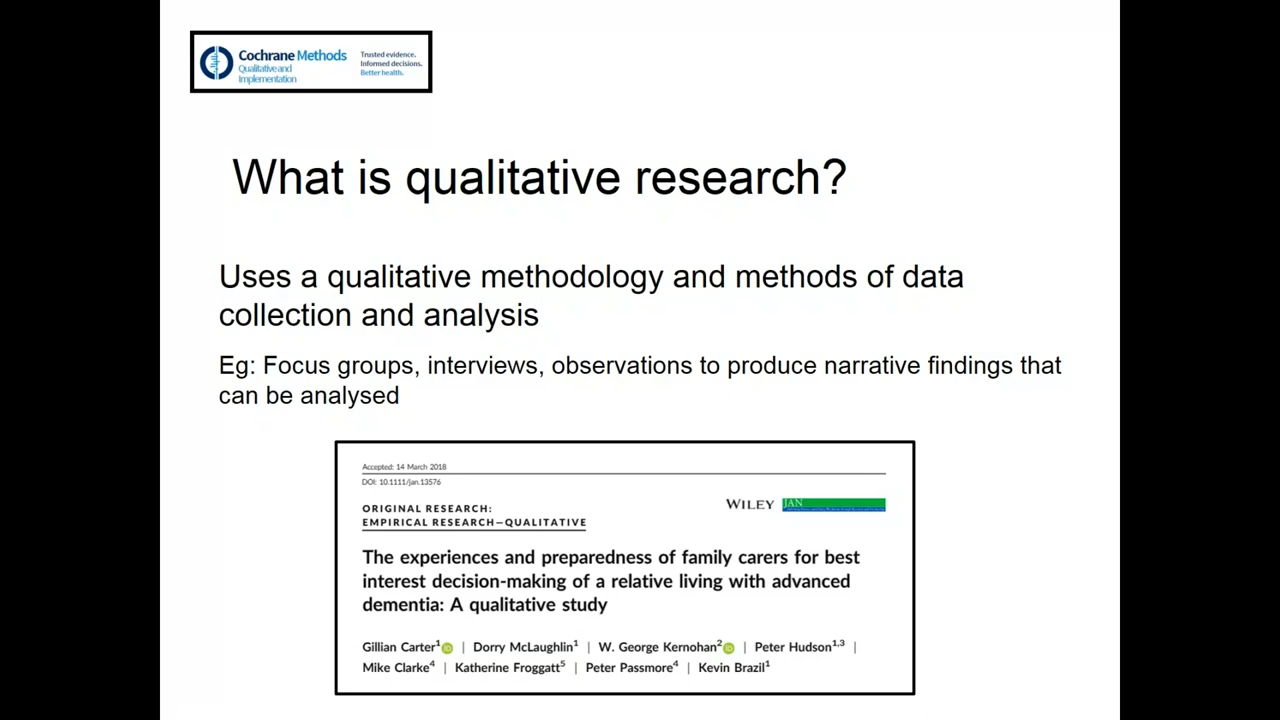 Cochrane Methods
Qualitative and
Implementation
Trusted evidence.
Informed decisions.
Better health.
What is qualitative research?
Uses a qualitative methodology and methods of data
collection and analysis
Eg: Focus groups, interviews, observations to produce narrative findings that
can be analysed
Accepted: 14 March 2018
DOI: 10.1111/jan.13576
ORIGINAL RESEARCH:
EMPIRICAL RESEARCH—QUALITATIVE
WILEY JAN
The experiences and preparedness of family carers for best
interest decision-making of a relative living with advanced
dementia: A qualitative study
Gillian Carter1 iD | Dorry McLaughlin1 | W. George Kernohan2 iD | Peter Hudson1,3 |
Mike Clarke4 | Katherine Froggatt5 | Peter Passmore4 | Kevin Brazil1